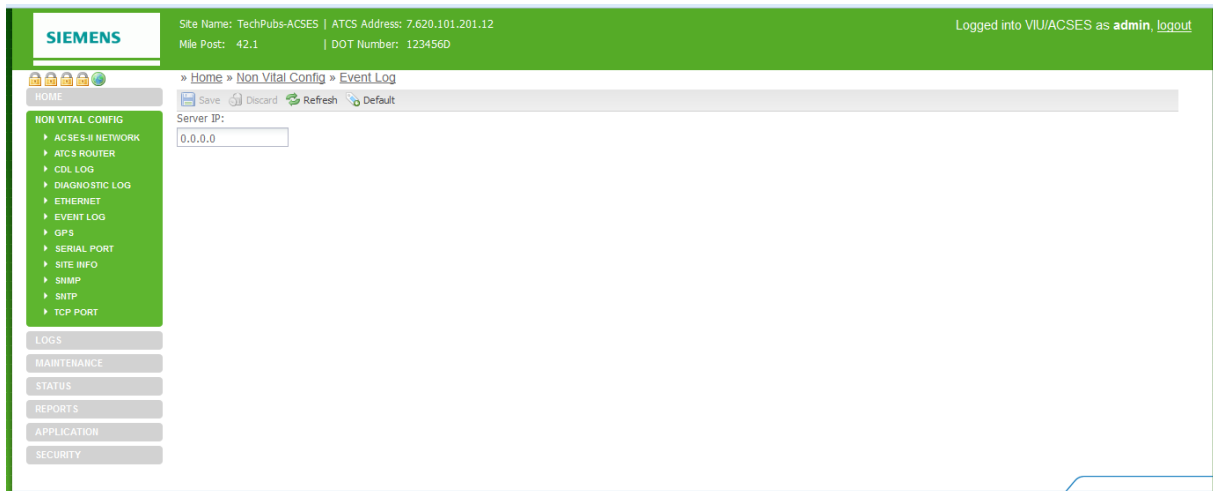 SIEMENS
Site Name: TechPubs-ACSES | ATCS Address: 7.620.101.201.12
Mile Post: 42.1 | DOT Number: 123456D
Logged into VIU/ACSES as admin, logout
» Home » Non Vital Config » Event Log
Save Discard Refresh Default
Server IP:
0.0.0.0
HOME
NON VITAL CONFIG
ACSES-II NETWORK
ATCS ROUTER
CDL LOG
DIAGNOSTIC LOG
ETHERNET
EVENT LOG
GPS
SERIAL PORT
SITE INFO
SNMP
SNTP
TCP PORT
LOGS
MAINTENANCE
STATUS
REPORTS
APPLICATION
SECURITY